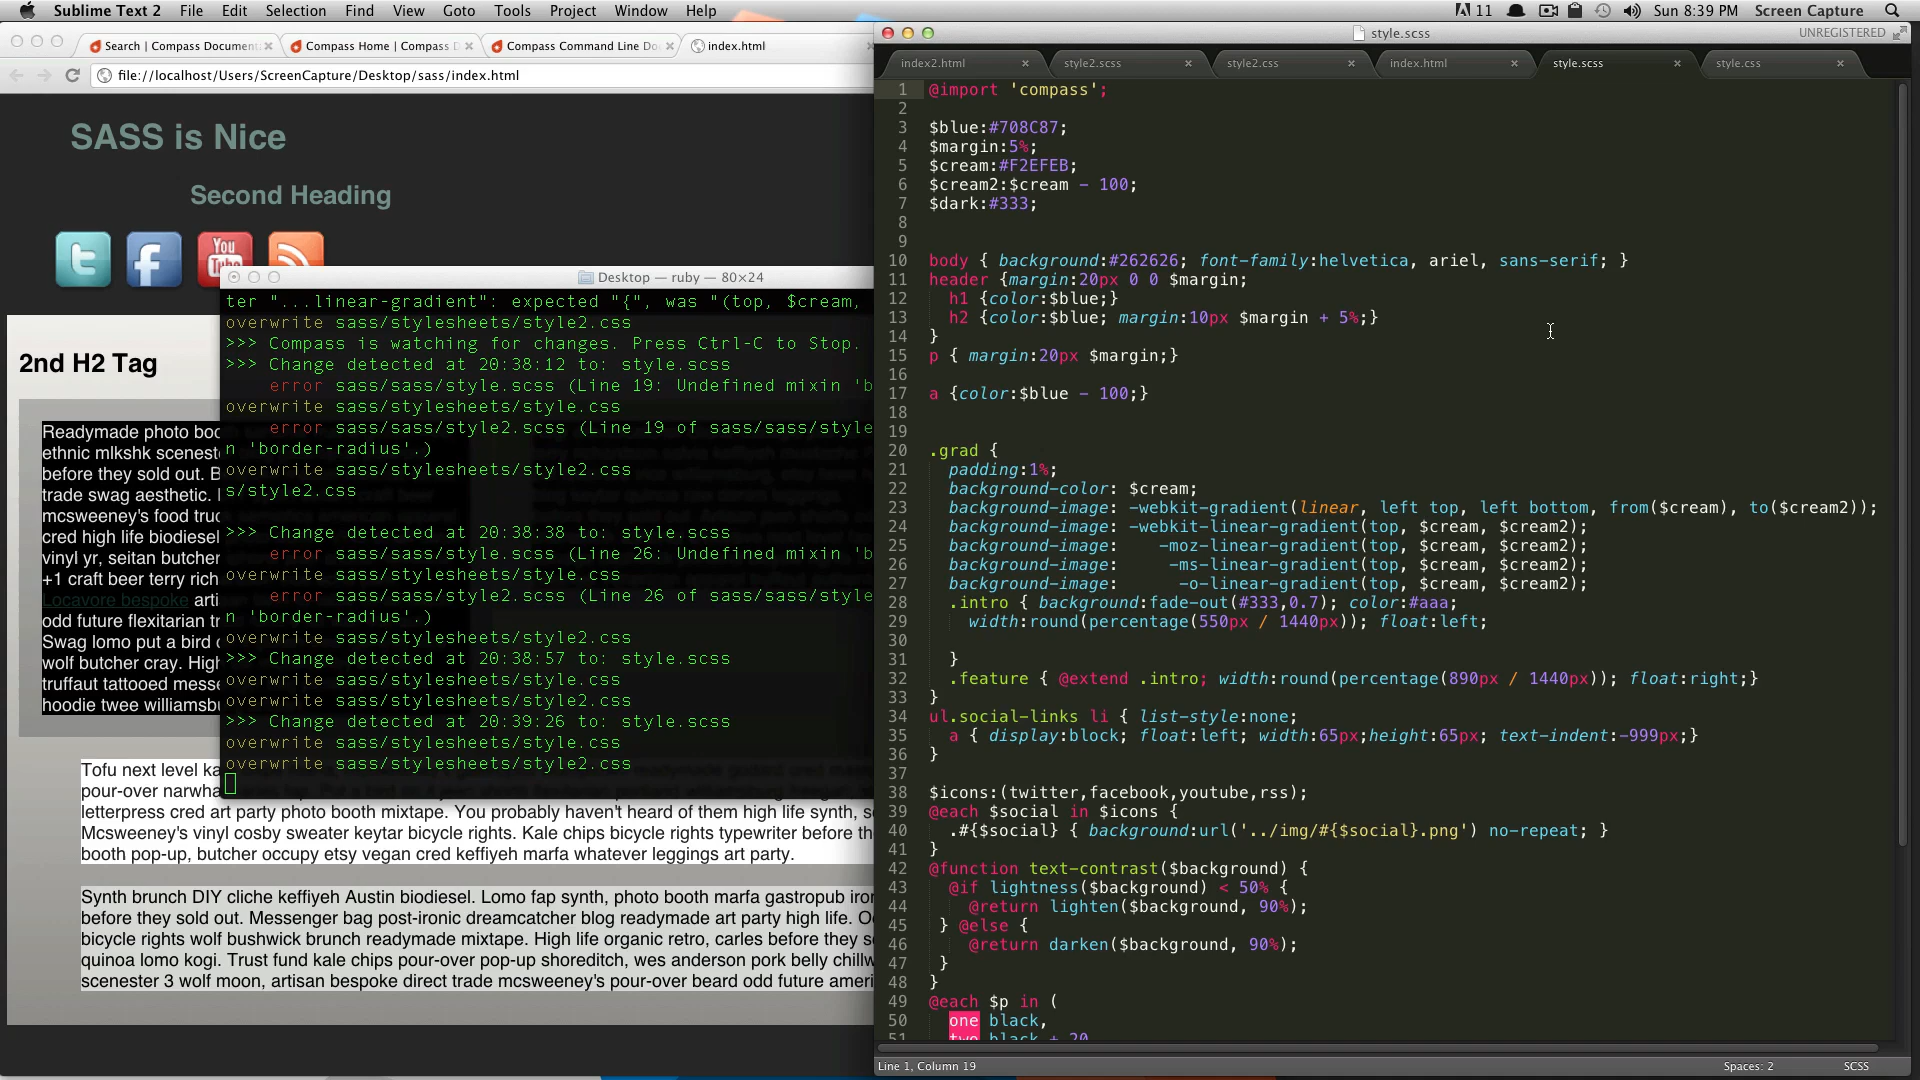 Sublime Text 2 File Edit Selection Find View Goto Tools Project Window Help
11 Sun 8:39 PM Screen Capture
Search | Compass Document
Compass Home | Compass D
Compass Command Line Do
index.html
file://localhost/Users/ScreenCapture/Desktop/sass/index.html
SASS is Nice
Second Heading
You
Tube
2nd H2 Tag
Readymade photo boo
ethnic mlkshk scenest
before they sold out. B
trade swag aesthetic.
mcsweeney's food truc
cred high life biodiesel
vinyl yr, seitan butcher
+1 craft beer terry rich
Locavore bespoke arti
odd future flexitarian tr
Swag lomo put a bird c
wolf butcher cray. High
truffaut tattooed messe
hoodie twee williamsbu
Tofu next level ka
pour-over narwha
letterpress cred art party photo booth mixtape. You probably haven't heard of them high life synth, s
Mcsweeney's vinyl cosby sweater keytar bicycle rights. Kale chips bicycle rights typewriter before th
booth pop-up, butcher occupy etsy vegan cred keffiyeh marfa whatever leggings art party.
Synth brunch DIY cliche keffiyeh Austin biodiesel. Lomo fap synth, photo booth marfa gastropub iron
before they sold out. Messenger bag post-ironic dreamcatcher blog readymade art party high life. O
bicycle rights wolf bushwick brunch readymade mixtape. High life organic retro, carles before they s
quinoa lomo kogi. Trust fund kale chips pour-over pop-up shoreditch, wes anderson pork belly chillw
scenester 3 wolf moon, artisan bespoke direct trade mcsweeney's pour-over beard odd future ameri
Desktop — ruby — 80×24
ter "...linear-gradient": expected "{", was "(top, $cream,
overwrite sass/stylesheets/style2.css
>>> Compass is watching for changes. Press Ctrl-C to Stop.
>>> Change detected at 20:38:12 to: style.scss
error sass/sass/style.scss (Line 19: Undefined mixin 'b
overwrite sass/stylesheets/style.css
error sass/sass/style2.scss (Line 19 of sass/sass/style
n 'border-radius'.)
overwrite sass/stylesheets/style2.css
s/style2.css
>>> Change detected at 20:38:38 to: style.scss
error sass/sass/style.scss (Line 26: Undefined mixin 'b
overwrite sass/stylesheets/style.css
error sass/sass/style2.scss (Line 26 of sass/sass/style
n 'border-radius'.)
overwrite sass/stylesheets/style2.css
>>> Change detected at 20:38:57 to: style.scss
overwrite sass/stylesheets/style.css
overwrite sass/stylesheets/style2.css
>>> Change detected at 20:39:26 to: style.scss
overwrite sass/stylesheets/style.css
overwrite sass/stylesheets/style2.css
style.scss
UNREGISTERED
index2.html style2.scss style2.css index.html style.scss style.css
1 @import 'compass';
2
3 $blue:#708C87;
4 $margin:5%;
5 $cream:#F2EFEB;
6 $cream2:$cream - 100;
7 $dark:#333;
8
9
10 body { background:#262626; font-family:helvetica, ariel, sans-serif; }
11 header {margin:20px 0 0 $margin;
12 h1 {color:$blue;}
13 h2 {color:$blue; margin:10px $margin + 5%;}
14 }
15 p { margin:20px $margin;}
16
17 a {color:$blue - 100;}
18
19
20 .grad {
21 padding:1%;
22 background-color: $cream;
23 background-image: -webkit-gradient(linear, left top, left bottom, from($cream), to($cream2));
24 background-image: -webkit-linear-gradient(top, $cream, $cream2);
25 background-image: -moz-linear-gradient(top, $cream, $cream2);
26 background-image: -ms-linear-gradient(top, $cream, $cream2);
27 background-image: -o-linear-gradient(top, $cream, $cream2);
28 .intro { background:fade-out(#333,0.7); color:#aaa;
29 width:round(percentage(550px / 1440px)); float:left;
30
31 }
32 .feature { @extend .intro; width:round(percentage(890px / 1440px)); float:right;}
33 }
34 ul.social-links li { list-style:none;
35 a { display:block; float:left; width:65px;height:65px; text-indent:-999px;}
36 }
37
38 $icons:(twitter,facebook,youtube,rss);
39 @each $social in $icons {
40 .#{$social} { background:url('../img/#{$social}.png') no-repeat; }
41 }
42 @function text-contrast($background) {
43 @if lightness($background) < 50% {
44 @return lighten($background, 90%);
45 } @else {
46 @return darken($background, 90%);
47 }
48 }
49 @each $p in (
50 one black,
51 two black + 20
Line 1, Column 19
Spaces: 2
SCSS